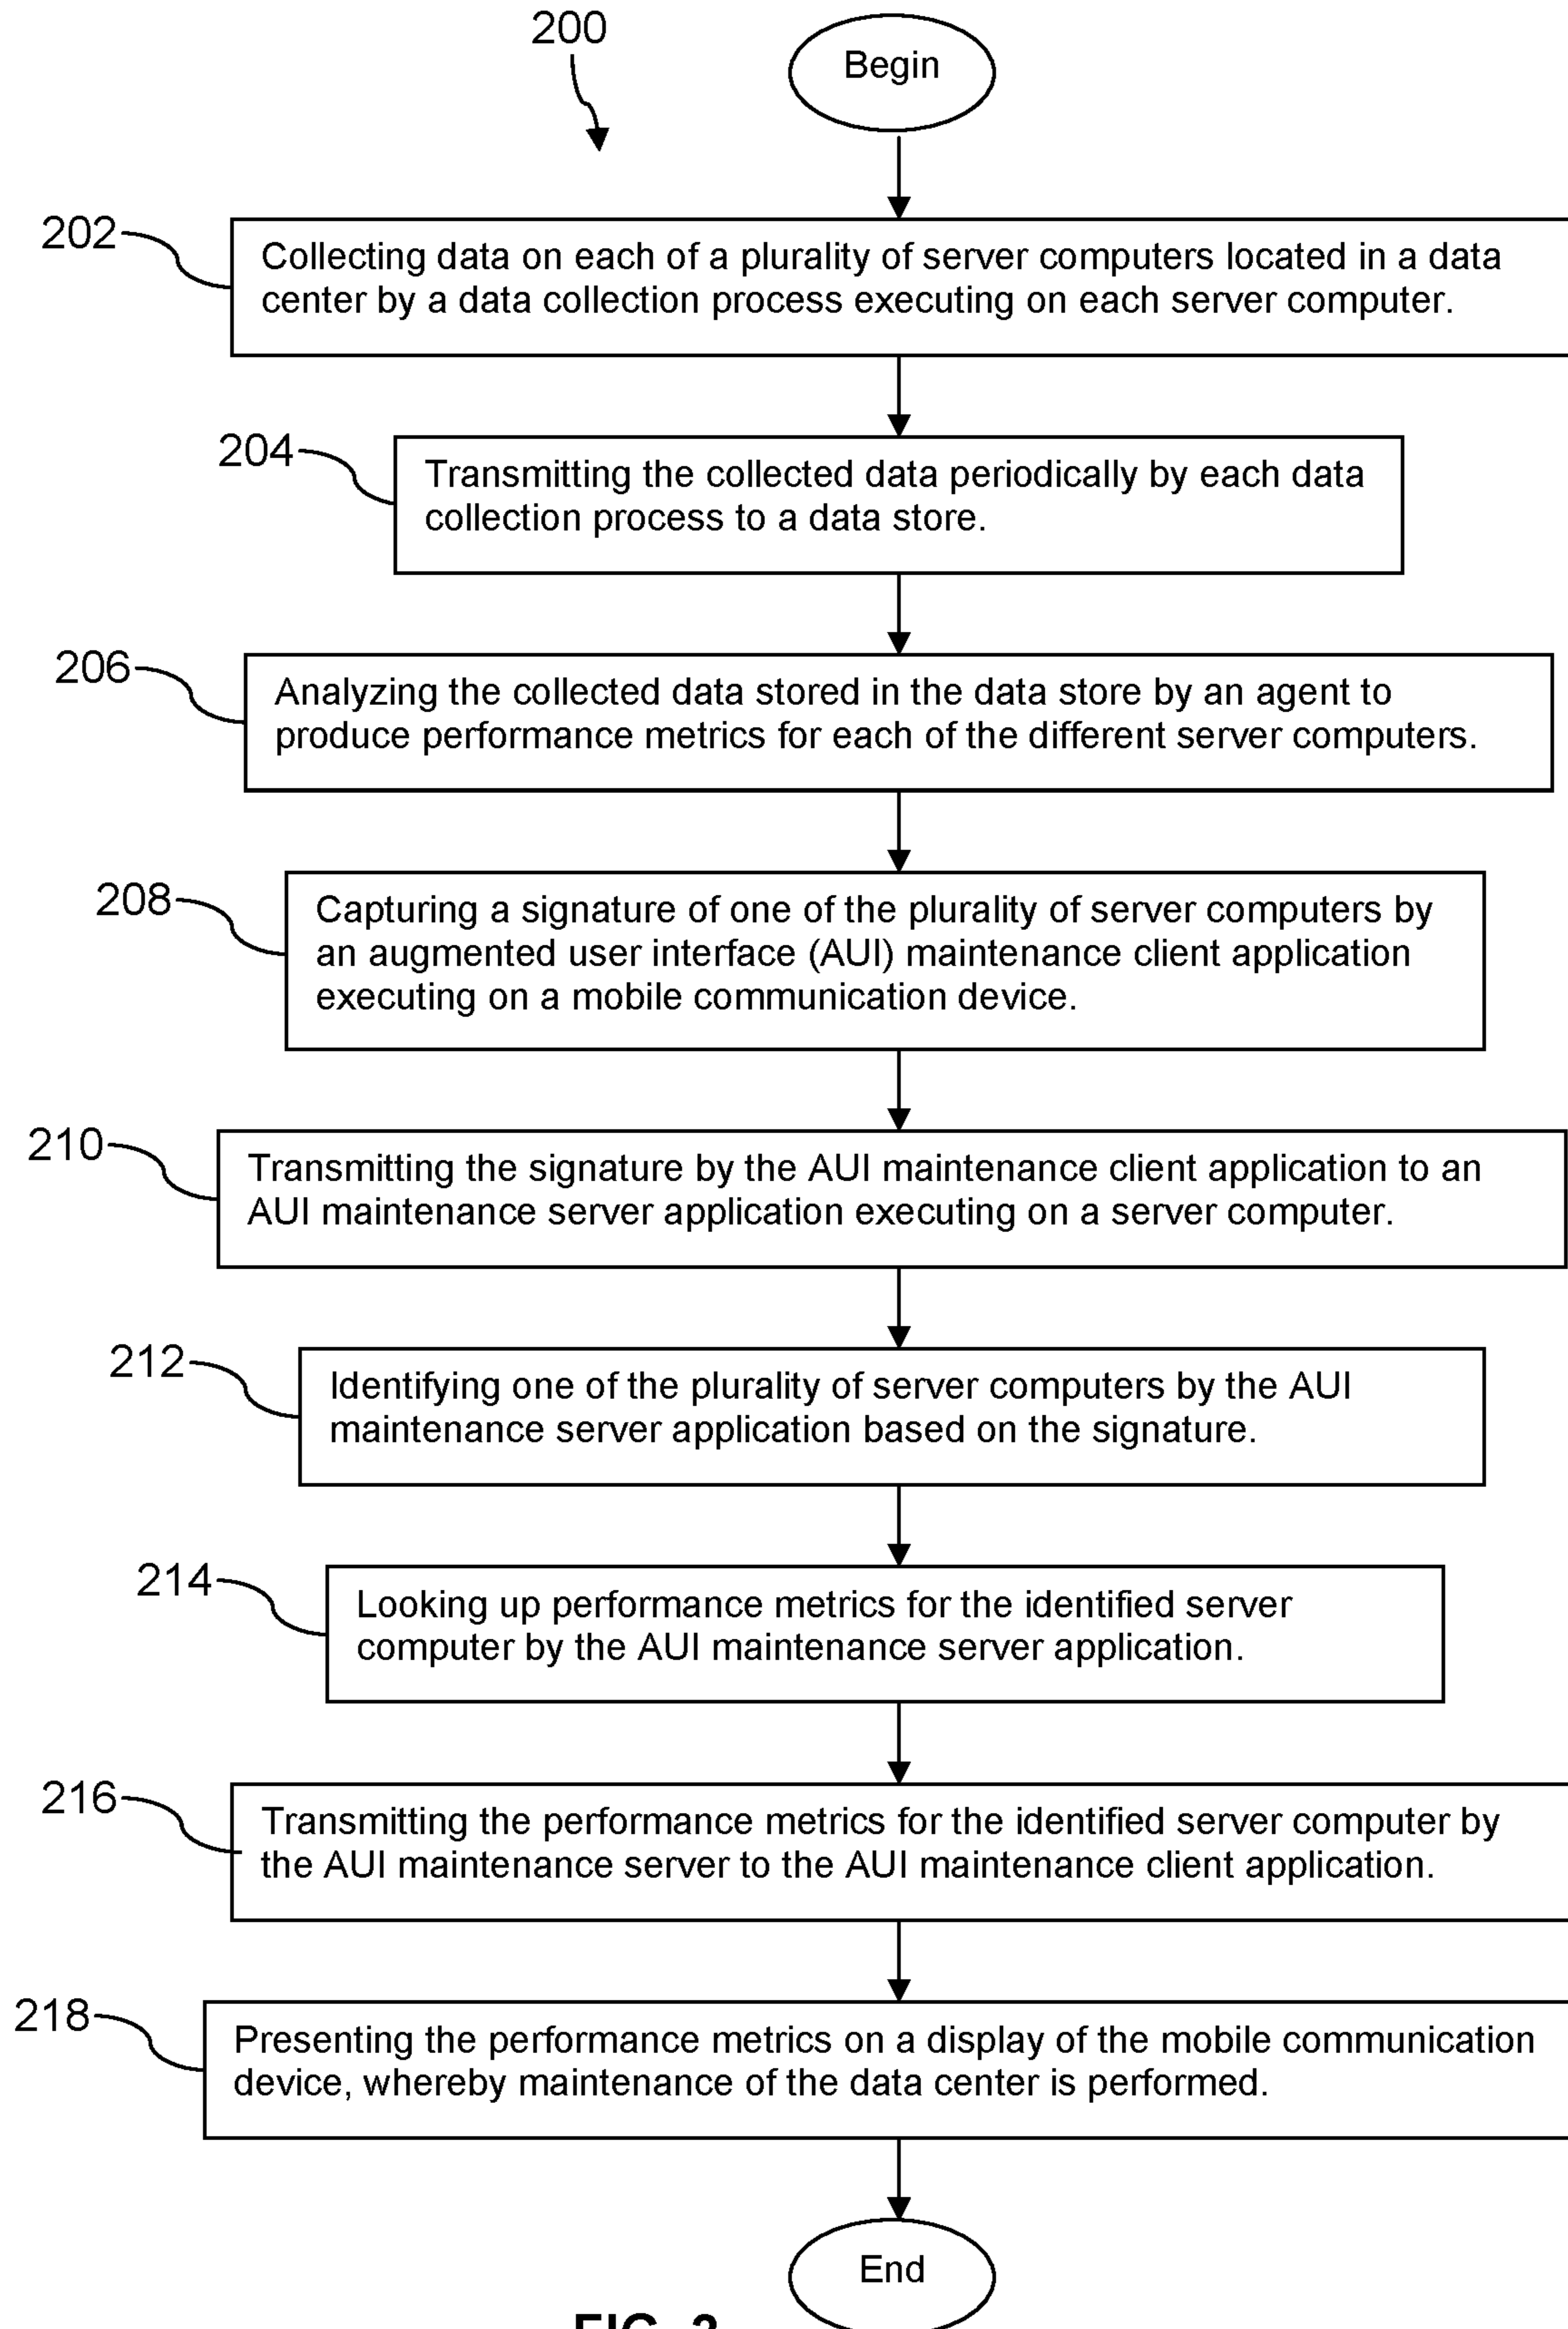 200
Begin
202
Collecting data on each of a plurality of server computers located in a data
center by a data collection process executing on each server computer.
204
Transmitting the collected data periodically by each data
collection process to a data store.
206
Analyzing the collected data stored in the data store by an agent to
produce performance metrics for each of the different server computers.
208
Capturing a signature of one of the plurality of server computers by
an augmented user interface (AUI) maintenance client application
executing on a mobile communication device.
210
Transmitting the signature by the AUI maintenance client application to an
AUI maintenance server application executing on a server computer.
212
Identifying one of the plurality of server computers by the AUI
maintenance server application based on the signature.
214
Looking up performance metrics for the identified server
computer by the AUI maintenance server application.
216
Transmitting the performance metrics for the identified server computer by
the AUI maintenance server to the AUI maintenance client application.
218
Presenting the performance metrics on a display of the mobile communication
device, whereby maintenance of the data center is performed.
End
FIG.